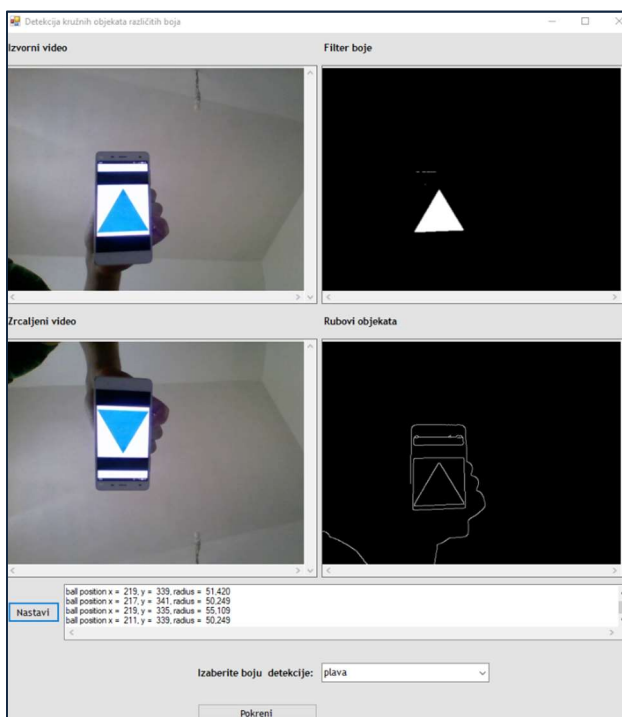 Detekcija kružnih objekata različitih boja
Izvorni video
Filter boje
Zrcaljeni video
Rubovi objekata
Nastavi
ball position x = 219, y = 339, radius = 51,420
ball position x = 217, y = 341, radius = 50,249
ball position x = 219, y = 335, radius = 55,109
ball position x = 211, y = 339, radius = 50,249
Izaberite boju detekcije:
plava
Pokreni